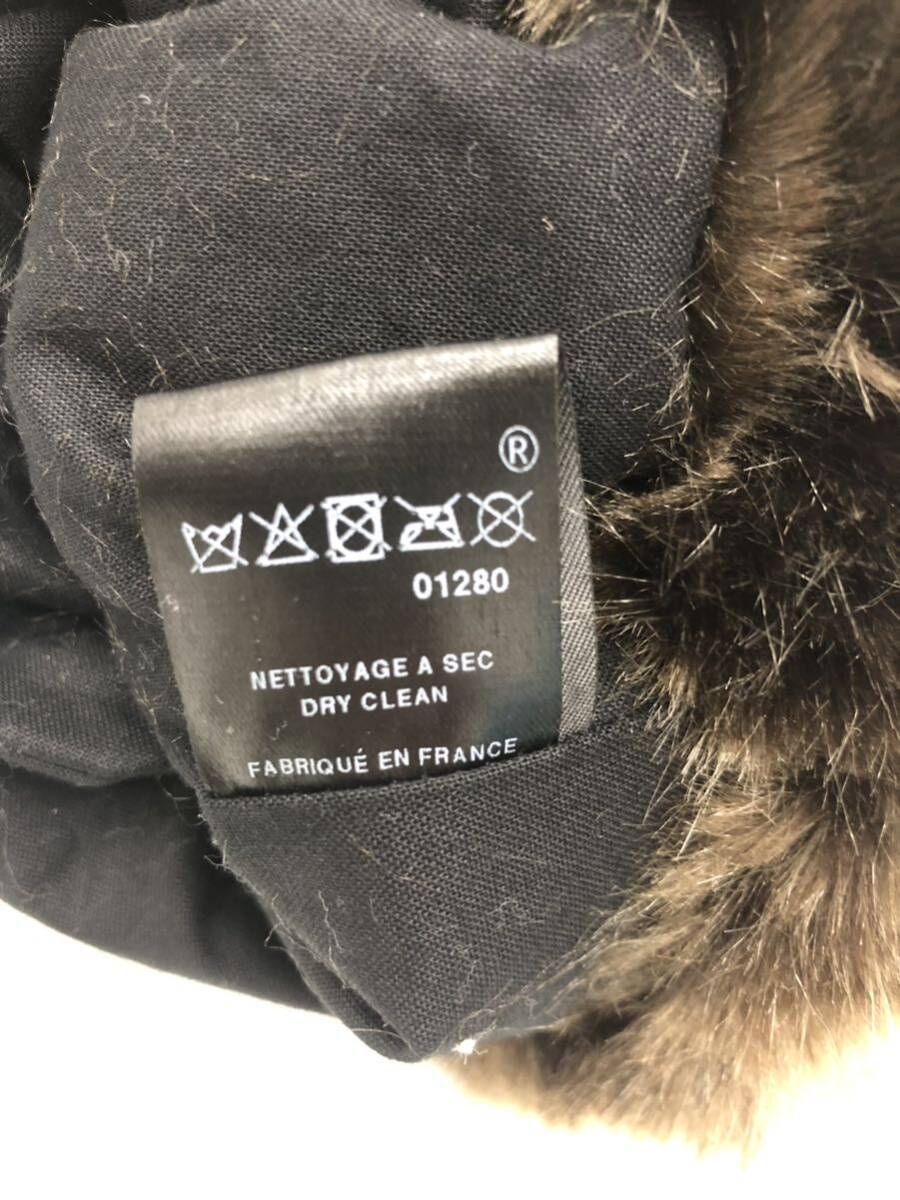 ®
01280
NETTOYAGE A SEC
DRY CLEAN
FABRIQUÉ EN FRANCE